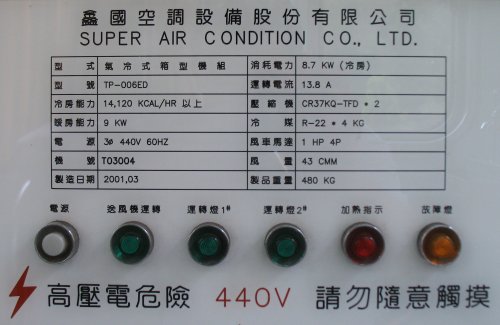 鑫國空調設備股份有限公司
SUPER AIR CONDITION CO., LTD.
型式 氣冷式箱型機組 消耗電力 8.7 KW (冷房)
型號 TP-006ED 運轉電流 13.8 A
冷房能力 14,120 KCAL/HR 以上 壓縮機 CR37KQ-TFD * 2
暖房能力 9 KW 冷媒 R-22 * 4 KG
電源 3ø 440V 60HZ 風車馬達 1 HP 4P
機號 T03004 風量 43 CMM
製造日期 2001,03 製品重量 480 KG
電源 送風機運轉 運轉燈1# 運轉燈2# 加熱指示 故障燈
高壓電危險 440V 請勿隨意觸摸